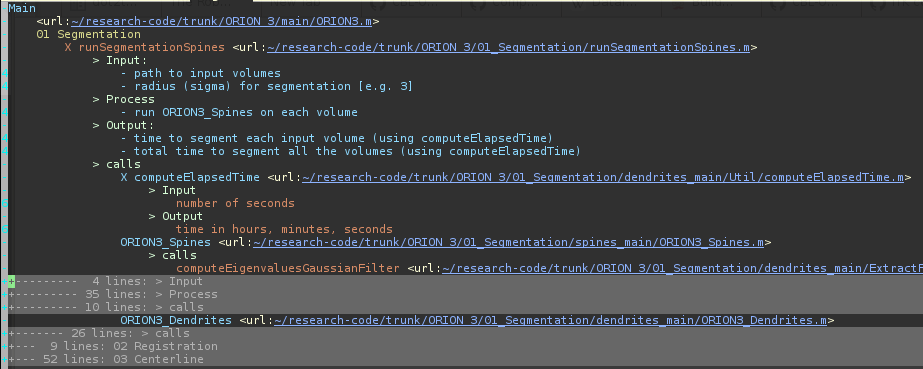 Main
<url:~/research-code/trunk/ORION_3/main/ORION3.m>
01 Segmentation
X runSegmentationSpines <url:~/research-code/trunk/ORION_3/01_Segmentation/runSegmentationSpines.m>
> Input:
- path to input volumes
- radius (sigma) for segmentation [e.g. 3]
> Process
- run ORION3_Spines on each volume
> Output:
- time to segment each input volume (using computeElapsedTime)
- total time to segment all the volumes (using computeElapsedTime)
> calls
X computeElapsedTime <url:~/research-code/trunk/ORION_3/01_Segmentation/dendrites_main/Util/computeElapsedTime.m>
> Input
number of seconds
> Output
time in hours, minutes, seconds
ORION3_Spines <url:~/research-code/trunk/ORION_3/01_Segmentation/spines_main/ORION3_Spines.m>
> calls
computeEigenvaluesGaussianFilter <url:~/research-code/trunk/ORION_3/01_Segmentation/dendrites_main/ExtractF
+--------- 4 lines: > Input
+--------- 35 lines: > Process
+--------- 10 lines: > calls
ORION3_Dendrites <url:~/research-code/trunk/ORION_3/01_Segmentation/dendrites_main/ORION3_Dendrites.m>
+------- 26 lines: > calls
+--- 9 lines: 02 Registration
+--- 52 lines: 03 Centerline